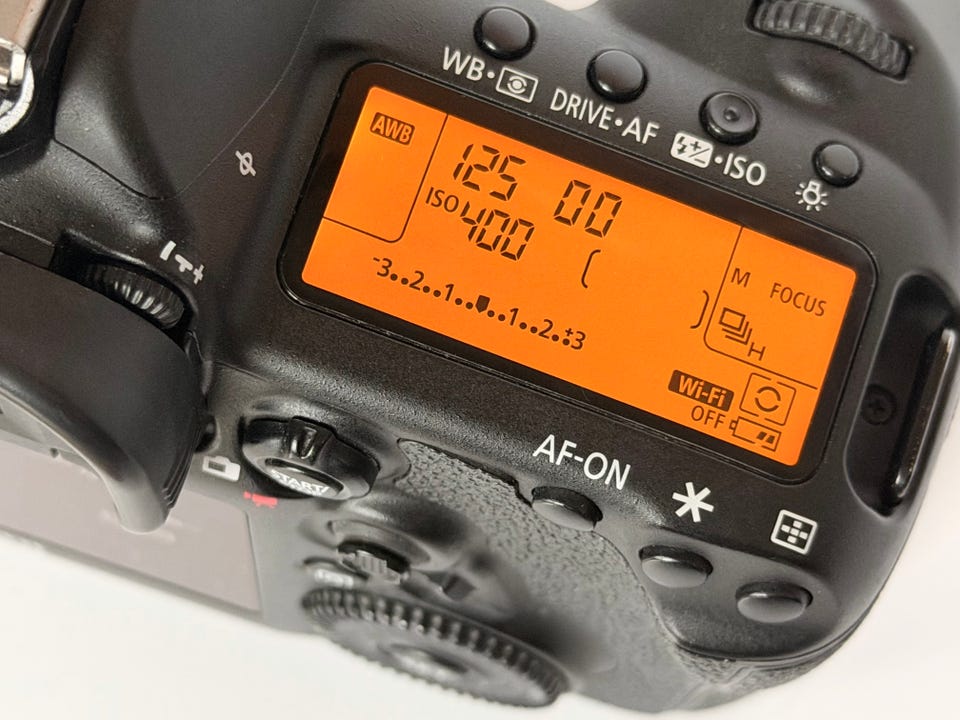 WB•
DRIVE•AF
•ISO
AWB
125 00
ISO 400
-3..2..1..▪..1..2..+3
M FOCUS
H
Wi-Fi
OFF
START/
AF-ON